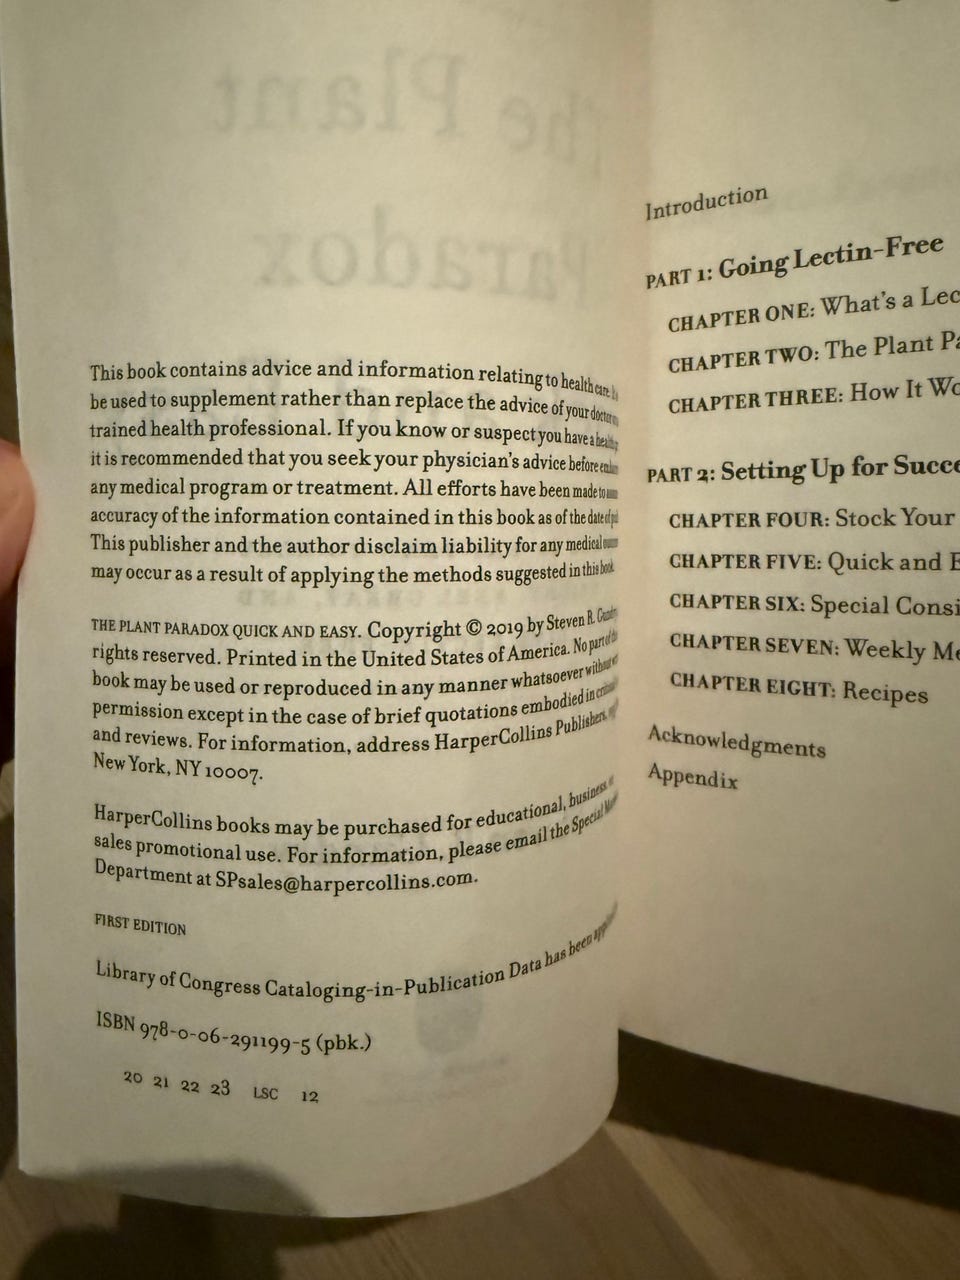 This book contains advice and information relating to health care.
be used to supplement rather than replace the advice of your doctor
trained health professional. If you know or suspect you have a
it is recommended that you seek your physician's advice before
any medical program or treatment. All efforts have been made to
accuracy of the information contained in this book as of the date of
This publisher and the author disclaim liability for any medical
may occur as a result of applying the methods suggested in this book.
THE PLANT PARADOX QUICK AND EASY. Copyright © 2019 by Steven R.
rights reserved. Printed in the United States of America. No part of
book may be used or reproduced in any manner whatsoever without
permission except in the case of brief quotations embodied in
and reviews. For information, address HarperCollins Publishers,
New York, NY 10007.
HarperCollins books may be purchased for educational, business
sales promotional use. For information, please email the Special
Department at SPsales@harpercollins.com.
FIRST EDITION
Library of Congress Cataloging-in-Publication Data has been
ISBN 978-0-06-291199-5 (pbk.)
20 21 22 23 LSC 12
Introduction
PART 1: Going Lectin-Free
CHAPTER ONE: What's a Lec
CHAPTER TWO: The Plant Pa
CHAPTER THREE: How It Wo
PART 2: Setting Up for Succe
CHAPTER FOUR: Stock Your
CHAPTER FIVE: Quick and E
CHAPTER SIX: Special Consi
CHAPTER SEVEN: Weekly Me
CHAPTER EIGHT: Recipes
Acknowledgments
Appendix